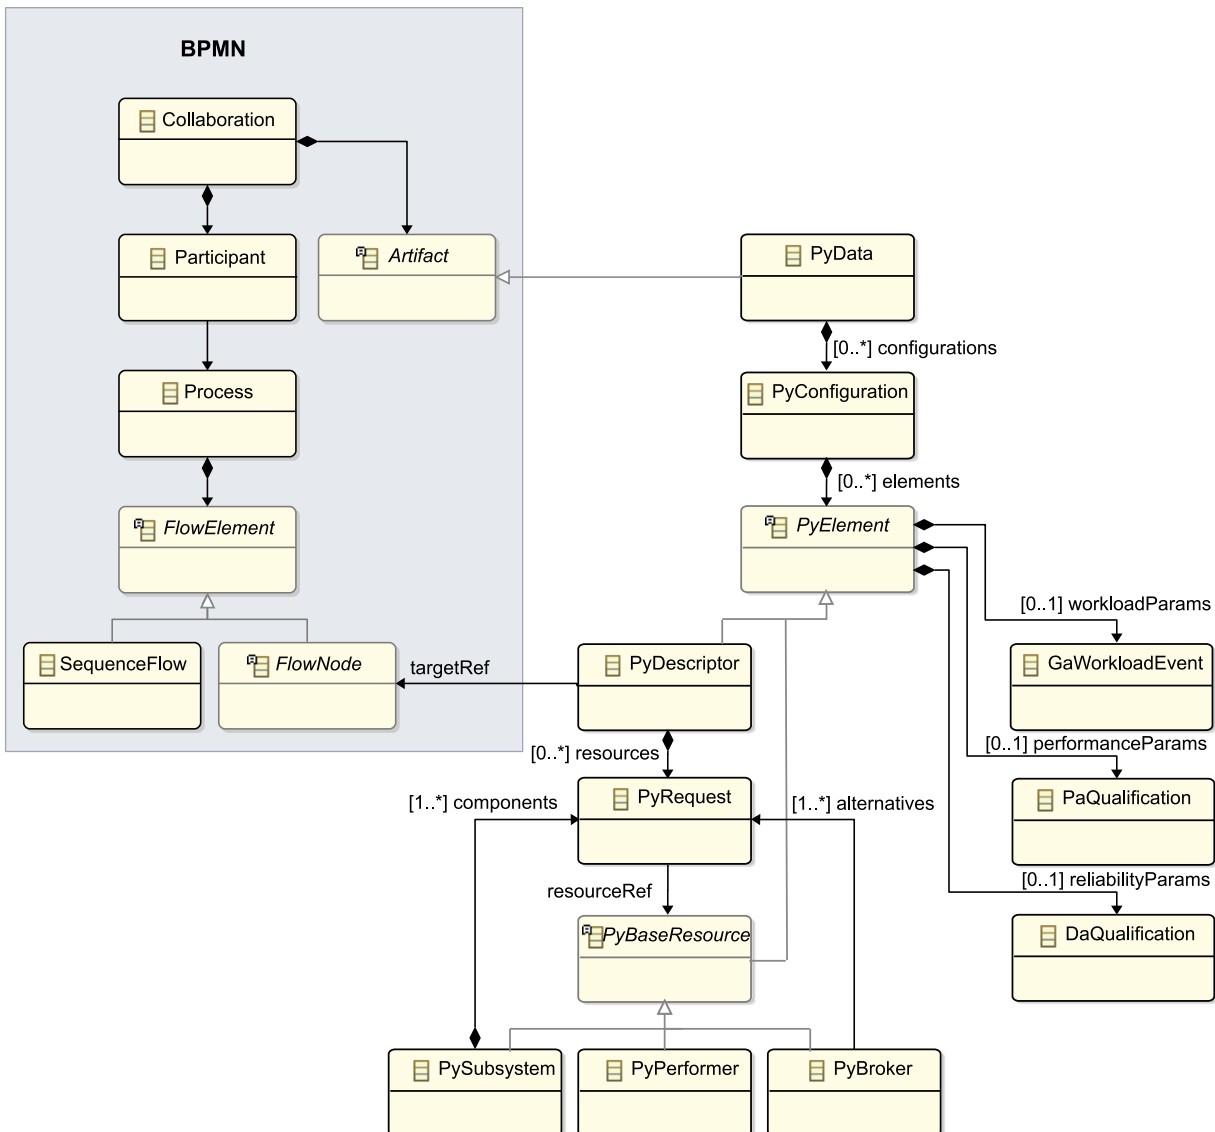 BPMN
Collaboration
Participant
Artifact
PyData
[0..*] configurations
Process
PyConfiguration
[0..*] elements
FlowElement
PyElement
[0..1] workloadParams
SequenceFlow
FlowNode
targetRef
PyDescriptor
GaWorkloadEvent
[0..*] resources
[0..1] performanceParams
[1..*] components
PyRequest
[1..*] alternatives
PaQualification
resourceRef
[0..1] reliabilityParams
PyBaseResource
DaQualification
PySubsystem
PyPerformer
PyBroker